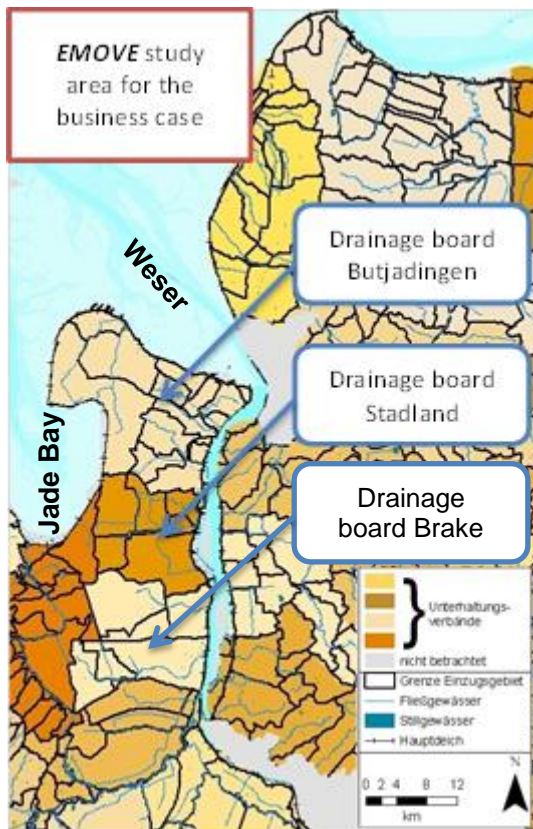 EMOVE study
area for the
business case
Drainage board
Butjadingen
Weser
Drainage board
Stadland
Jade Bay
Drainage
board Brake
Unterhaltungs-
verbände
nicht betrachtet
Grenze Einzugsgebiet
Fließgewässer
Stillgewässer
Hauptdeich
N
0 2 4 8 12
km